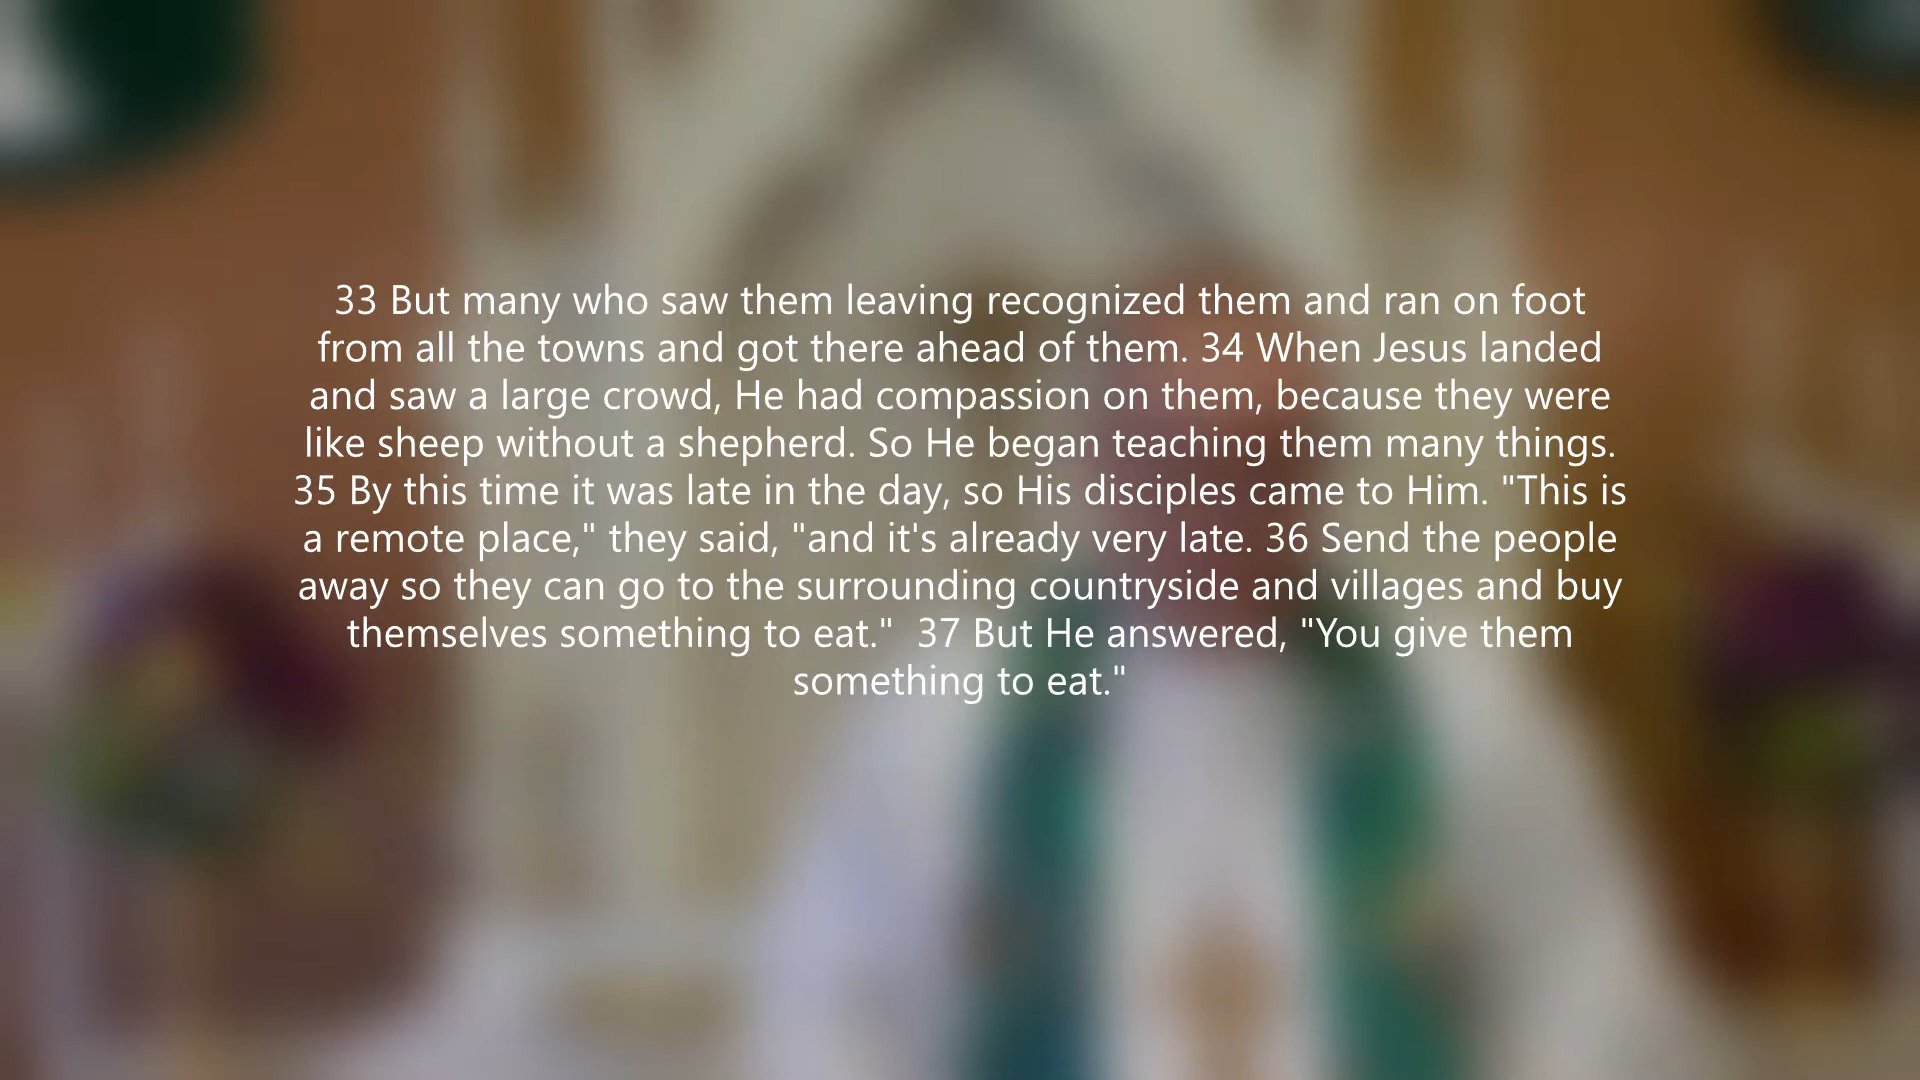 33 But many who saw them leaving recognized them and ran on foot
from all the towns and got there ahead of them. 34 When Jesus landed
and saw a large crowd, He had compassion on them, because they were
like sheep without a shepherd. So He began teaching them many things.
35 By this time it was late in the day, so His disciples came to Him. "This is
a remote place," they said, "and it's already very late. 36 Send the people
away so they can go to the surrounding countryside and villages and buy
themselves something to eat."  37 But He answered, "You give them
something to eat."